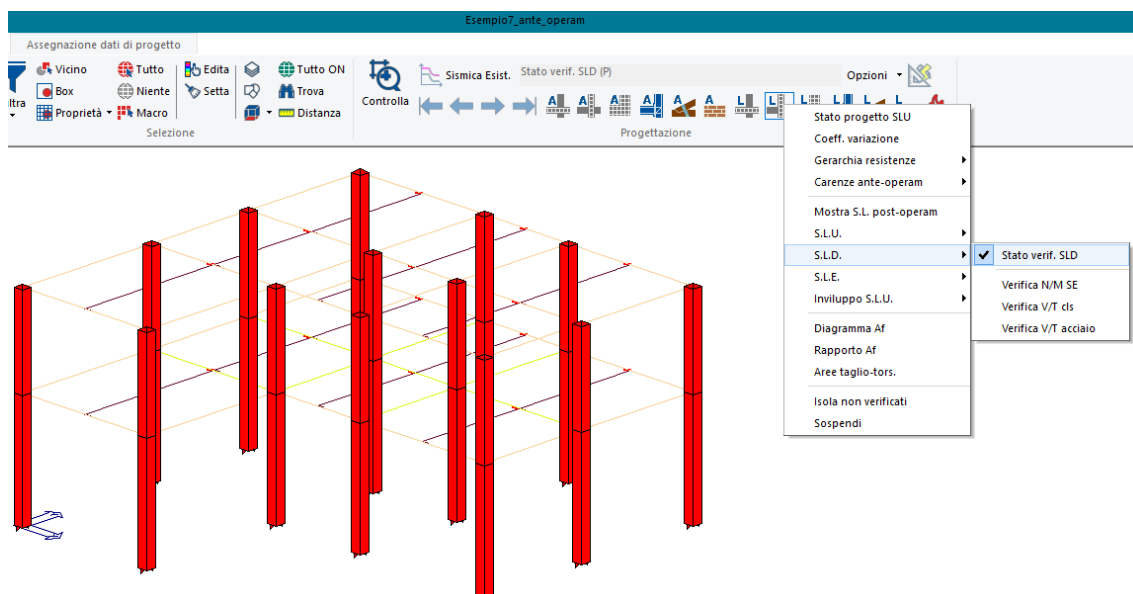 Esempio7_ante_operam
Assegnazione dati di progetto
Vicino Tutto Edita Tutto ON
Sismica Esist. Stato verif. SLD (P) Opzioni
ltra Box Niente Setta Trova
Controlla
Proprietà Macro Distanza
Selezione Progettazione
Stato progetto SLU
Coeff. variazione
Gerarchia resistenze
Carenze ante-operam
Mostra S.L. post-operam
S.L.U.
S.L.D.
S.L.E.
Inviluppo S.L.U.
Diagramma Af
Rapporto Af
Aree taglio-tors.
Isola non verificati
Sospendi
Stato verif. SLD
Verifica N/M SE
Verifica V/T cls
Verifica V/T acciaio